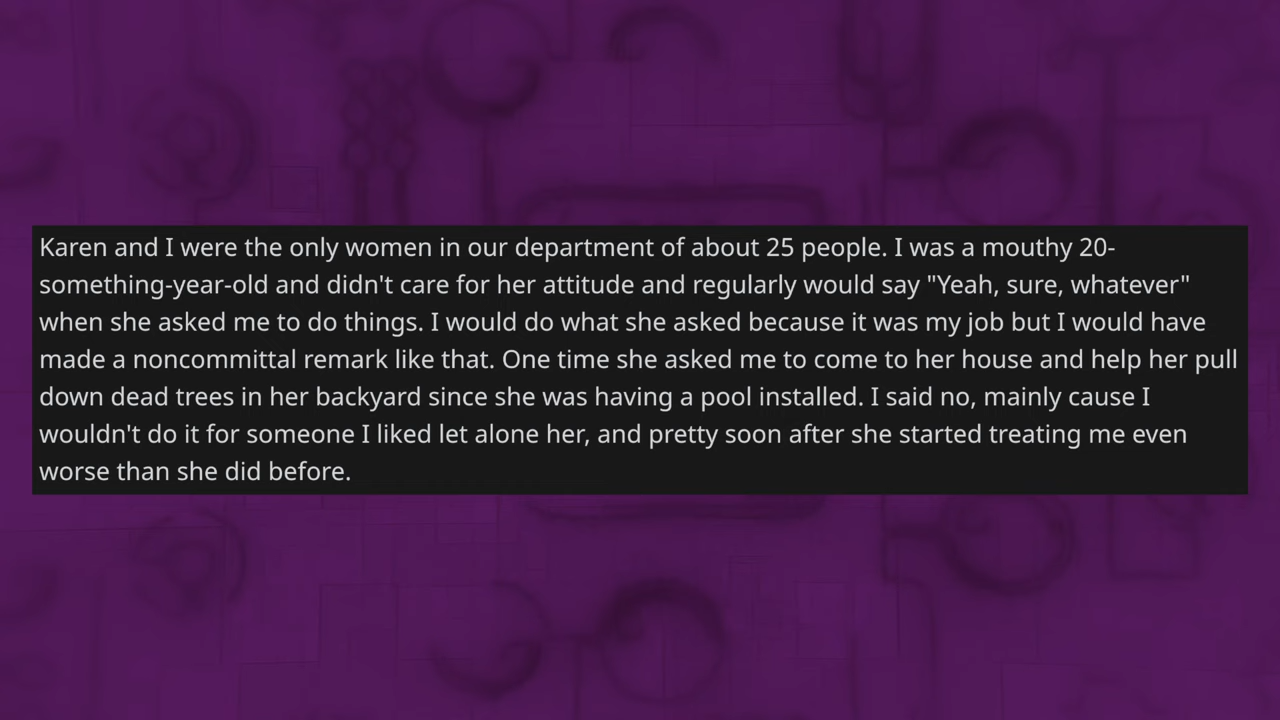 Karen and I were the only women in our department of about 25 people. I was a mouthy 20-
something-year-old and didn't care for her attitude and regularly would say "Yeah, sure, whatever"
when she asked me to do things. I would do what she asked because it was my job but I would have
made a noncommittal remark like that. One time she asked me to come to her house and help her pull
down dead trees in her backyard since she was having a pool installed. I said no, mainly cause I
wouldn't do it for someone I liked let alone her, and pretty soon after she started treating me even
worse than she did before.